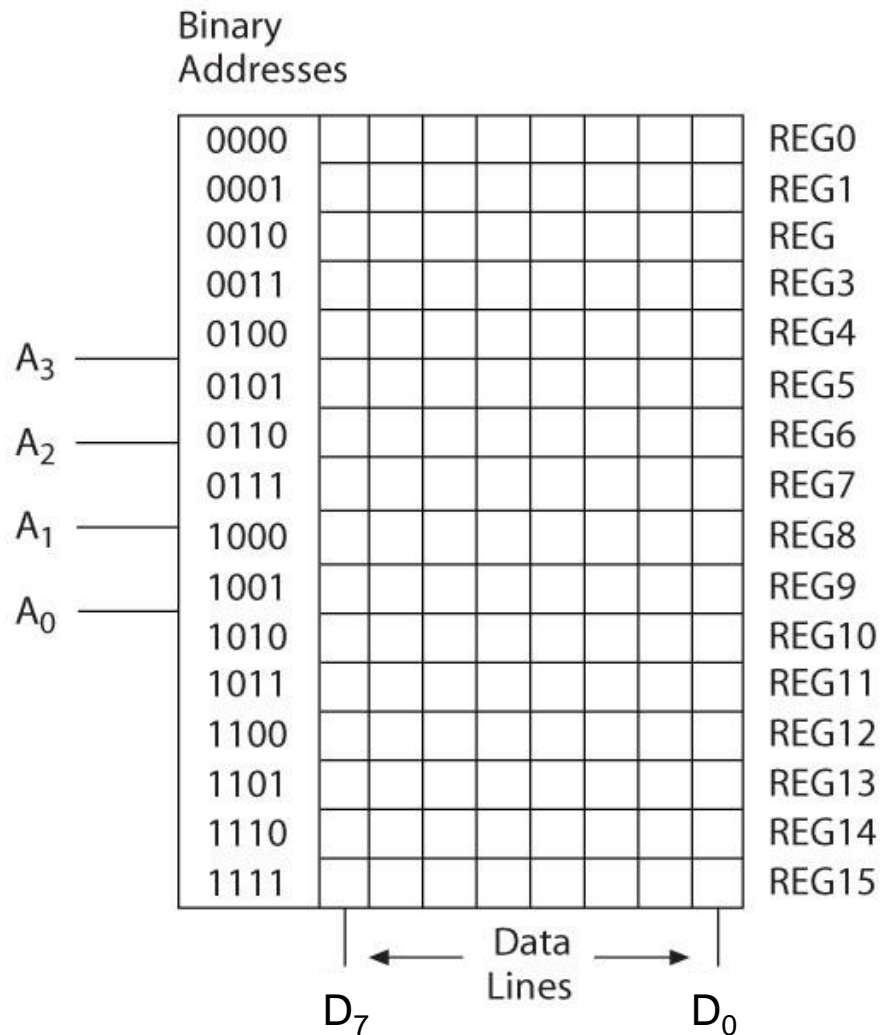 Binary
Addresses
0000 REG0
0001 REG1
0010 REG
0011 REG3
0100 REG4
A₃
0101 REG5
A₂ 0110 REG6
0111 REG7
A₁ 1000 REG8
1001 REG9
A₀
1010 REG10
1011 REG11
1100 REG12
1101 REG13
1110 REG14
1111 REG15
Data
Lines
D₇ D₀